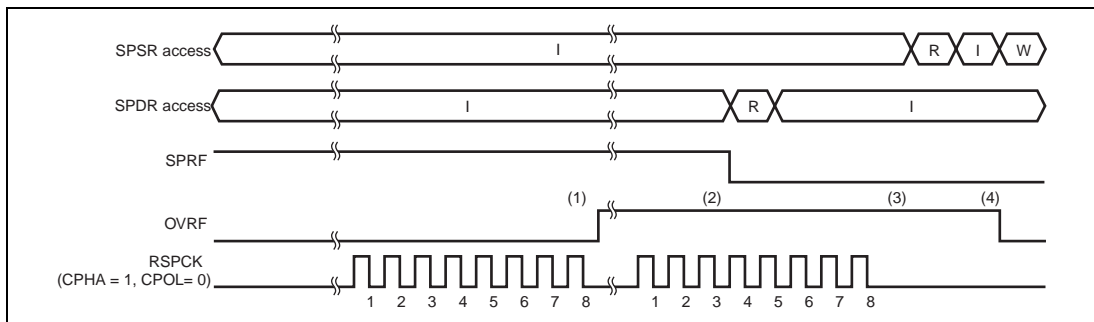 SPSR access I R I W
SPDR access I R I
SPRF
(1) (2) (3) (4)
OVRF
RSPCK
(CPHA = 1, CPOL= 0)
1 2 3 4 5 6 7 8 1 2 3 4 5 6 7 8